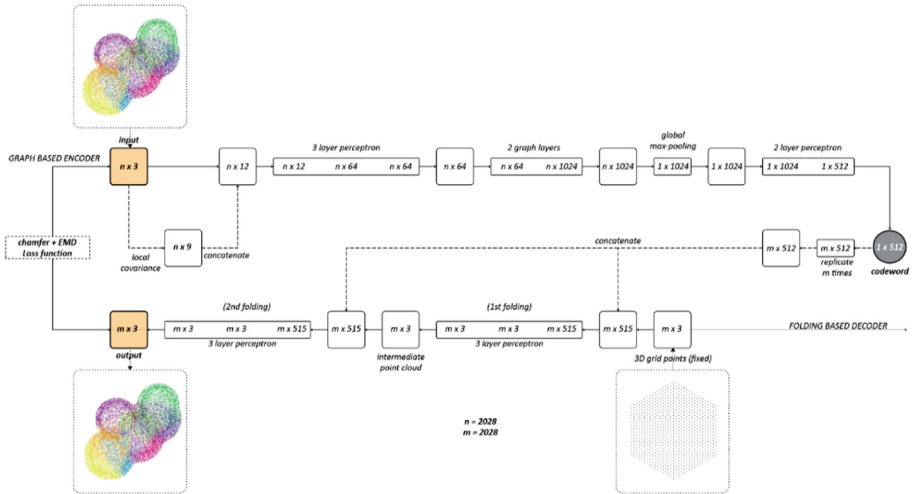 input
GRAPH BASED ENCODER
n x 3
n x 12
3 layer perceptron
n x 12 n x 64 n x 64
n x 64
2 graph layers
n x 64 n x 1024
n x 1024
global
max-pooling
1 x 1024
1 x 1024
2 layer perceptron
1 x 1024 1 x 512
chamfer + EMD
Loss function
local
covariance
n x 9
concatenate
concatenate
m x 512
m x 512
replicate
m times
1 x 512
codeword
m x 3
output
(2nd folding)
m x 3 m x 3 m x 515
3 layer perceptron
m x 515
m x 3
intermediate
point cloud
(1st folding)
m x 3 m x 3 m x 515
3 layer perceptron
m x 515
m x 3
3D grid points (fixed)
FOLDING BASED DECODER
n = 2028
m = 2028